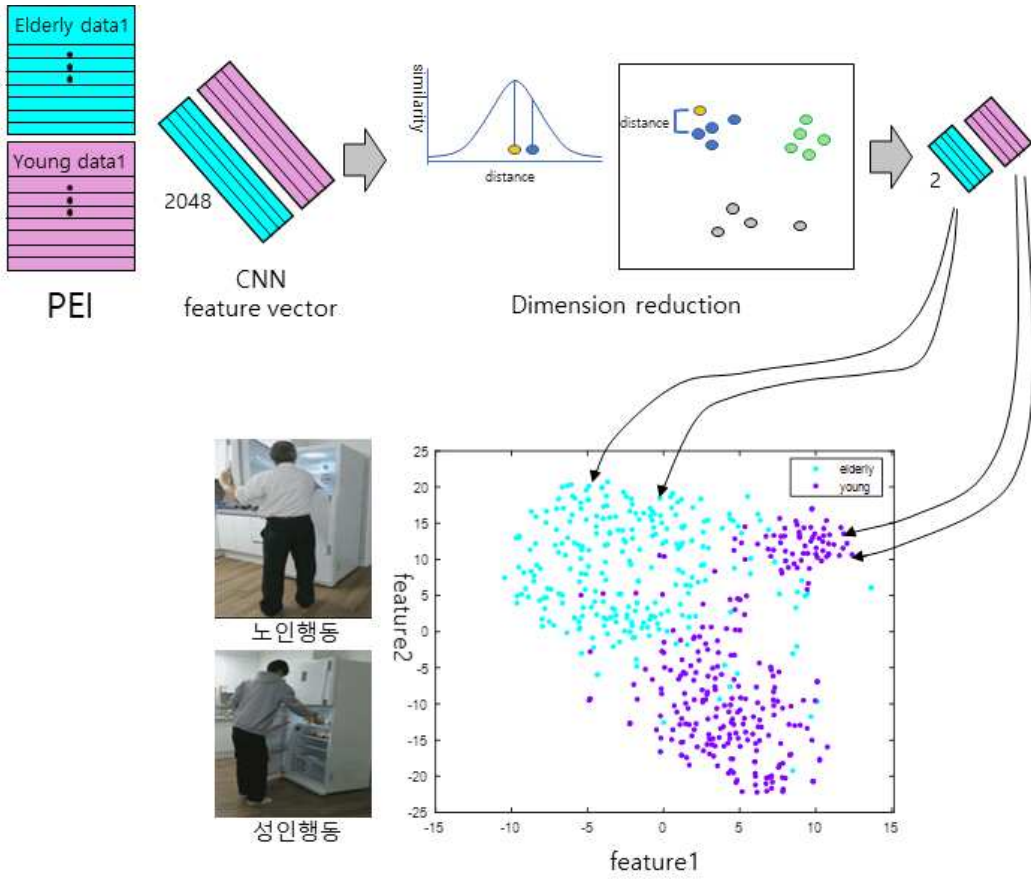 Elderly data1
Young data1
PEI
2048
CNN
feature vector
similarity
distance
distance
Dimension reduction
2
노인행동
성인행동
elderly
young
25
20
15
10
5
0
-5
-10
-15
-20
-25
feature2
-15
-10
-5
0
5
10
15
feature1